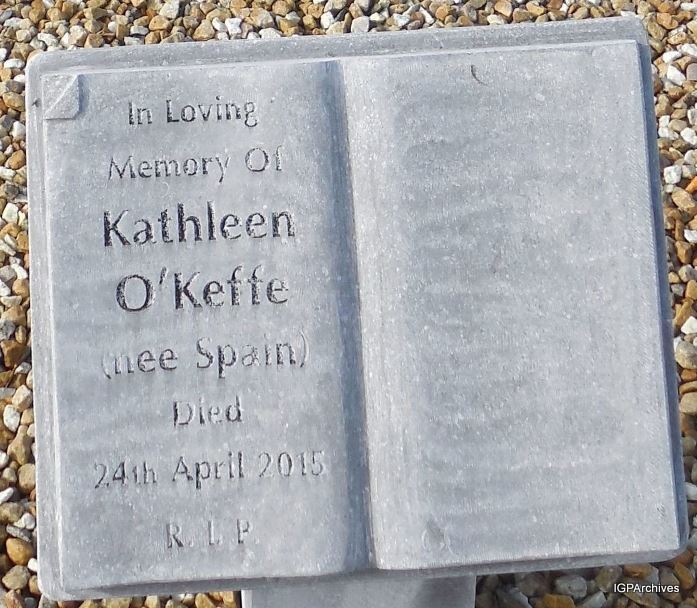 In Loving
Memory Of
Kathleen
O'Keffe
(nee Spain)
Died
24th April 2015
R. I. P.
IGPArchives